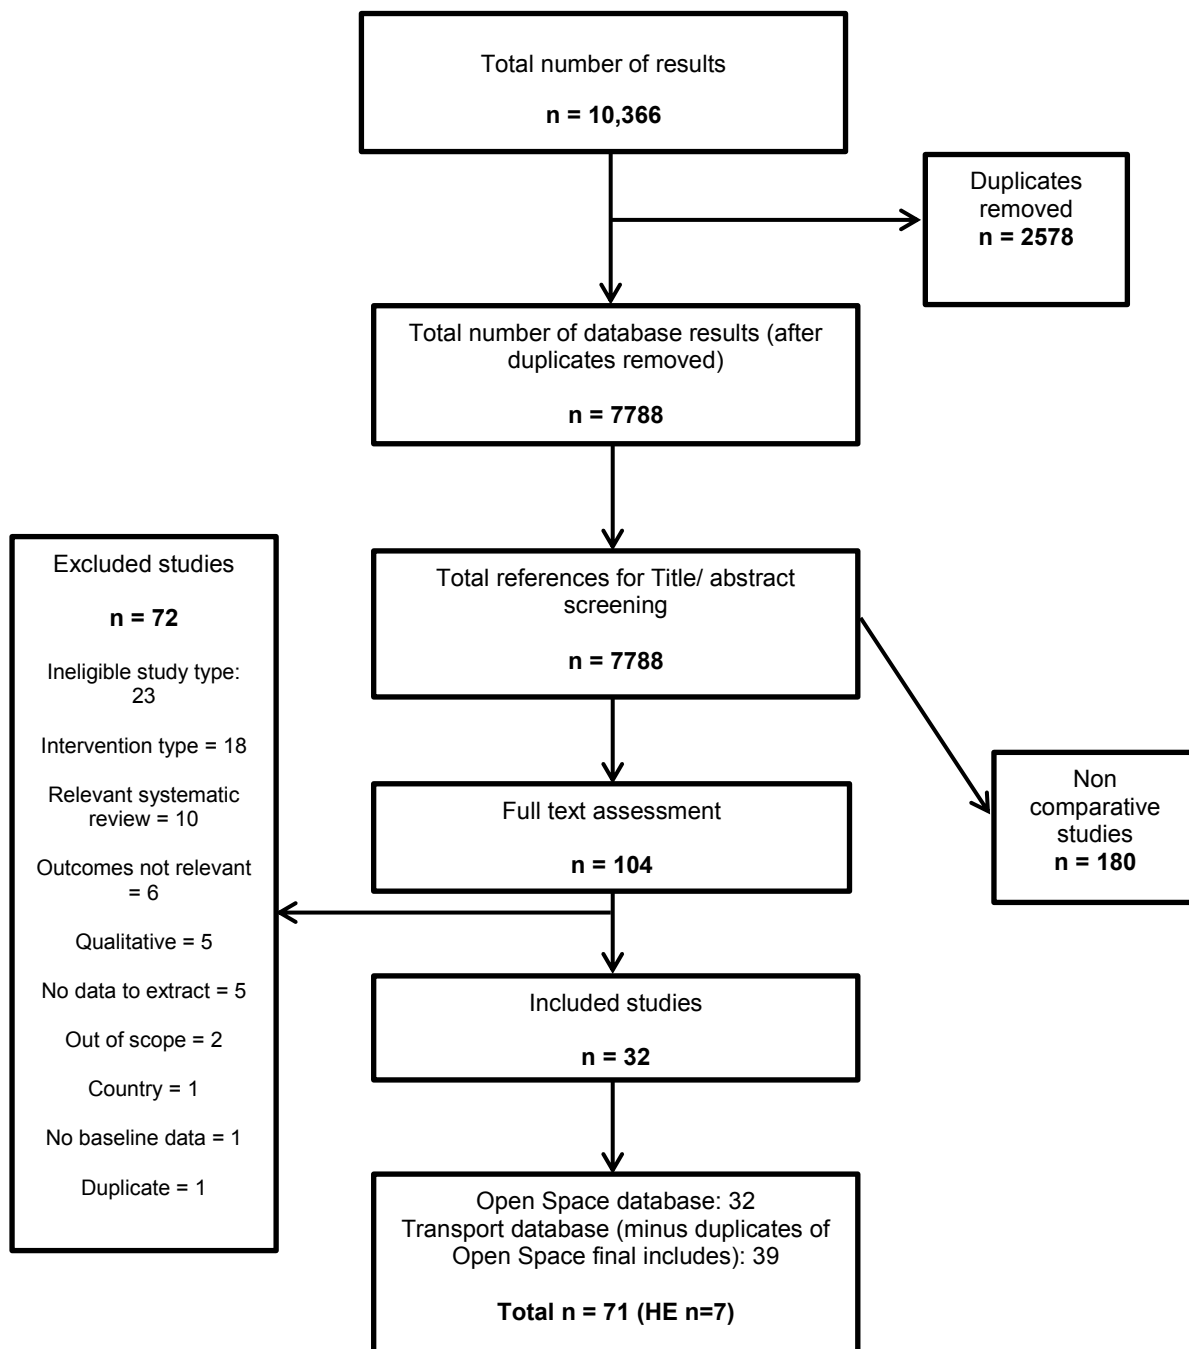 Total number of results
n = 10,366
Duplicates
removed
n = 2578
Total number of database results (after
duplicates removed)
n = 7788
Total references for Title/ abstract
screening
n = 7788
Non
comparative
studies
n = 180
Full text assessment
n = 104
Excluded studies
n = 72
Ineligible study type:
23
Intervention type = 18
Relevant systematic
review = 10
Outcomes not relevant
= 6
Qualitative = 5
No data to extract = 5
Out of scope = 2
Country = 1
No baseline data = 1
Duplicate = 1
Included studies
n = 32
Open Space database: 32
Transport database (minus duplicates of
Open Space final includes): 39
Total n = 71 (HE n=7)